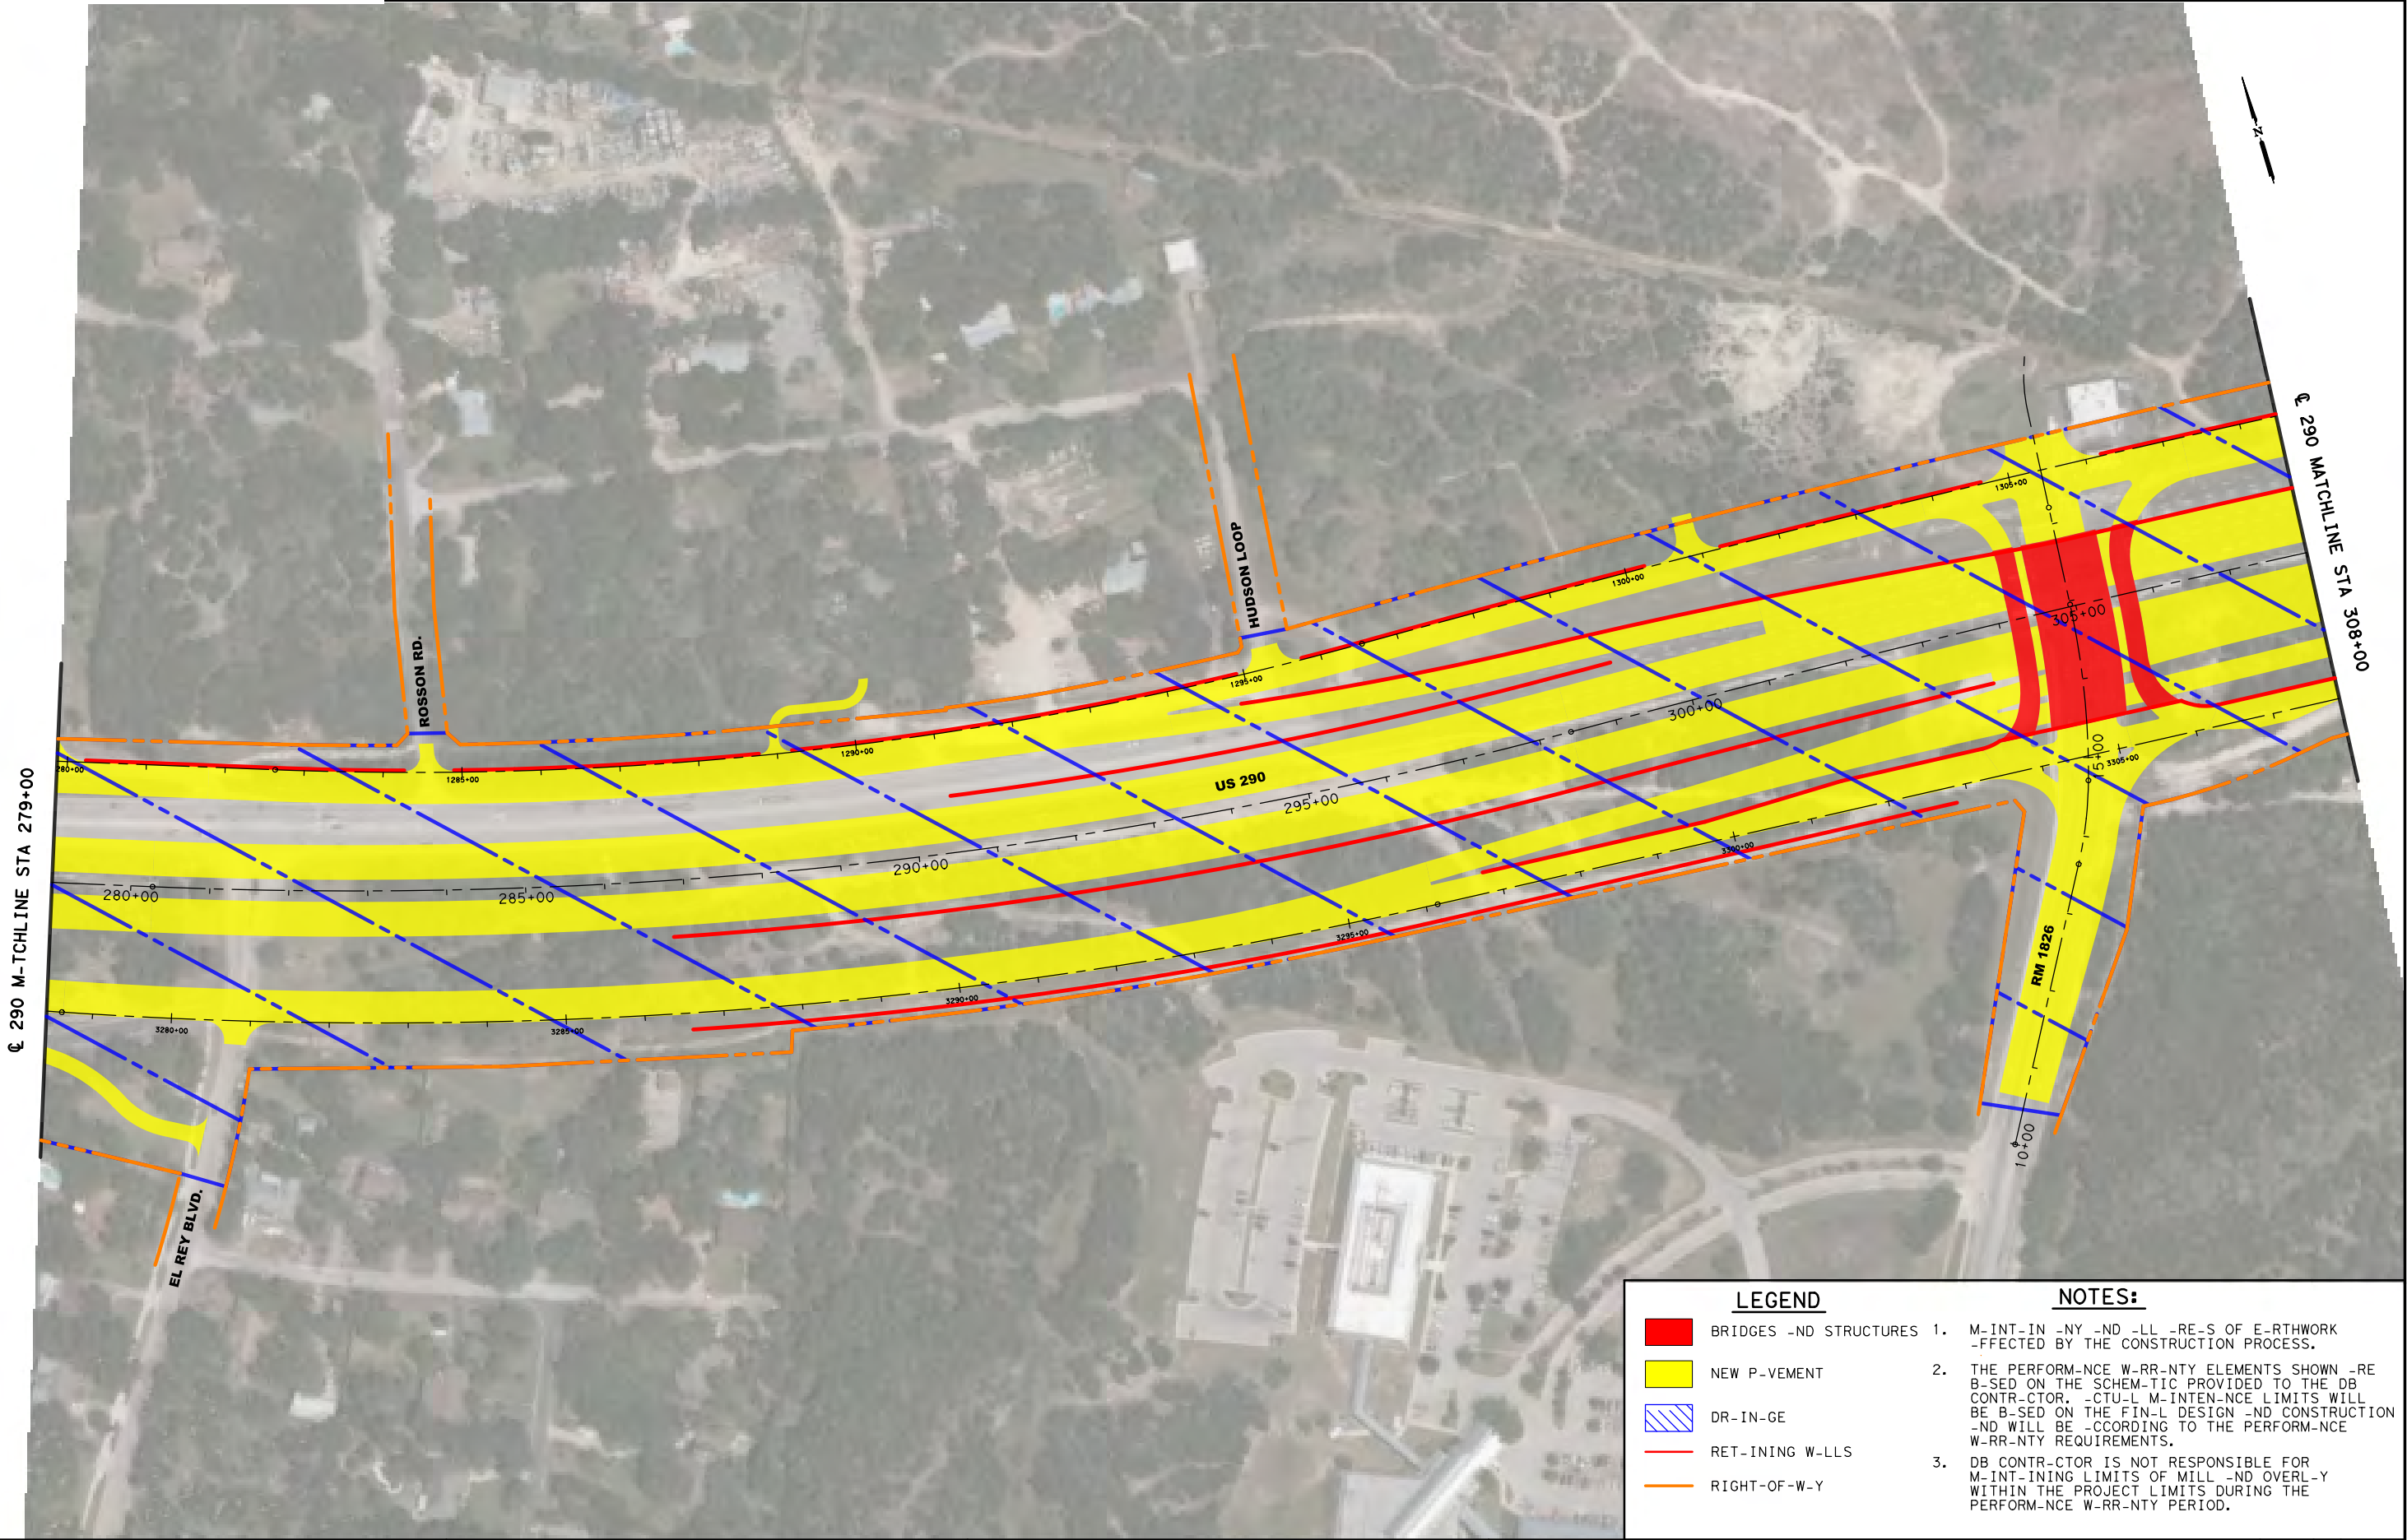 N
℄ 290 MATCHLINE STA 308+00
HUDSON LOOP
ROSSON RD.
1305+00
305+00
1300+00
300+00
1295+00
US 290
295+00
1290+00
290+00
280+00
1285+00
285+00
280+00
℄ 290 M-TCHLINE STA 279+00
15+00
3305+00
3300+00
3295+00
3290+00
3285+00
3280+00
RM 1826
10+00
EL REY BLVD.
LEGEND
BRIDGES -ND STRUCTURES
NEW P-VEMENT
DR-IN-GE
RET-INING W-LLS
RIGHT-OF-W-Y
NOTES:
1. M-INT-IN -NY -ND -LL -RE-S OF E-RTHWORK
-FFECTED BY THE CONSTRUCTION PROCESS.
2. THE PERFORM-NCE W-RR-NTY ELEMENTS SHOWN -RE
B-SED ON THE SCHEM-TIC PROVIDED TO THE DB
CONTR-CTOR. -CTU-L M-INTEN-NCE LIMITS WILL
BE B-SED ON THE FIN-L DESIGN -ND CONSTRUCTION
-ND WILL BE -CCORDING TO THE PERFORM-NCE
W-RR-NTY REQUIREMENTS.
3. DB CONTR-CTOR IS NOT RESPONSIBLE FOR
M-INT-INING LIMITS OF MILL -ND OVERL-Y
WITHIN THE PROJECT LIMITS DURING THE
PERFORM-NCE W-RR-NTY PERIOD.